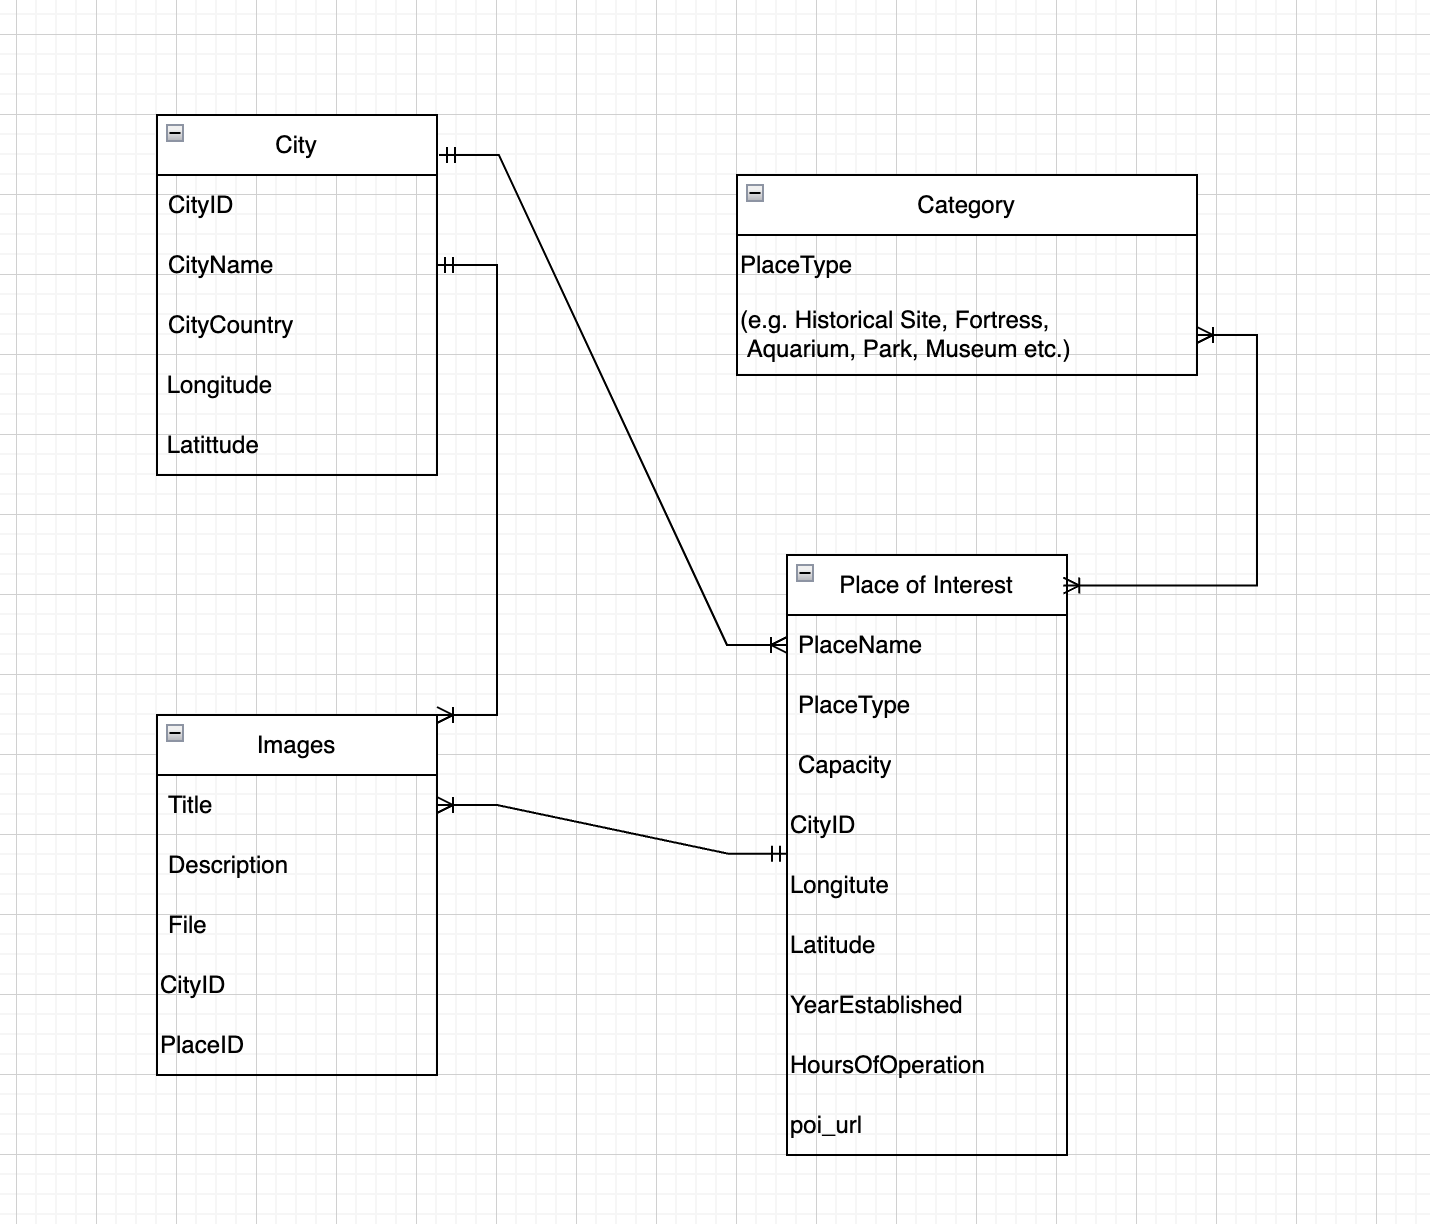 City
CityID
CityName
CityCountry
Longitude
Latittude
Category
PlaceType
(e.g. Historical Site, Fortress,
Aquarium, Park, Museum etc.)
Place of Interest
PlaceName
PlaceType
Capacity
CityID
Longitute
Latitude
YearEstablished
HoursOfOperation
poi_url
Images
Title
Description
File
CityID
PlaceID